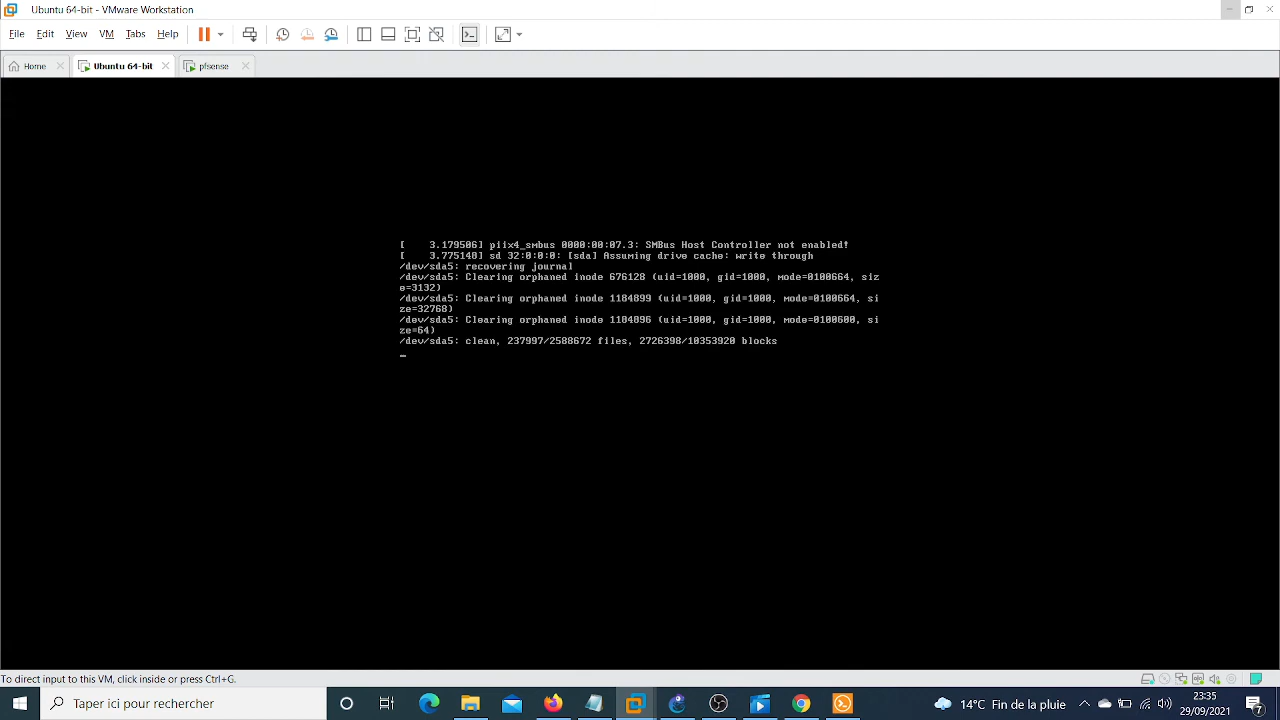 Ubuntu 64-bit - VMware Workstation
File Edit View VM Tabs Help
Home Ubuntu 64-bit pfsense
[    3.179506] piix4_smbus 0000:00:07.3: SMBus Host Controller not enabled!
[    3.775148] sd 32:0:0:0: [sda] Assuming drive cache: write through
/dev/sda5: recovering journal
/dev/sda5: Clearing orphaned inode 676128 (uid=1000, gid=1000, mode=0100664, siz
e=3132)
/dev/sda5: Clearing orphaned inode 1184899 (uid=1000, gid=1000, mode=0100664, si
ze=32768)
/dev/sda5: Clearing orphaned inode 1184896 (uid=1000, gid=1000, mode=0100600, si
ze=64)
/dev/sda5: clean, 237997/2588672 files, 2726398/10353920 blocks
To direct input to this VM, click inside or press Ctrl+G.
Taper ici pour rechercher
14°C Fin de la pluie
23:35
29/09/2021
7